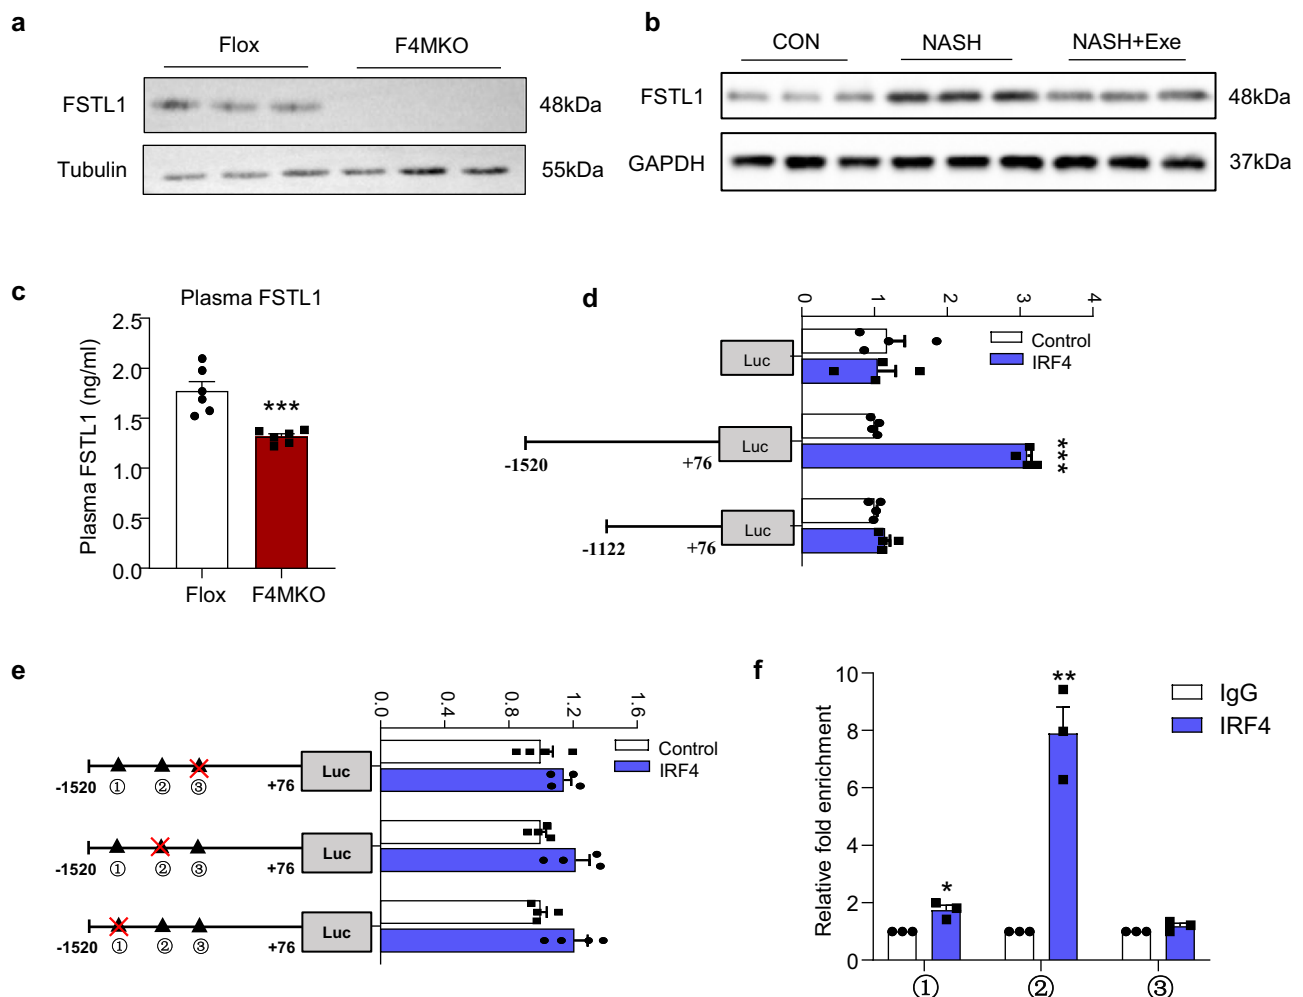 a
Flox F4MKO
FSTL1 48kDa
Tubulin 55kDa
b
CON NASH NASH+Exe
FSTL1 48kDa
GAPDH 37kDa
c
Plasma FSTL1
Plasma FSTL1 (ng/ml)
2.5
2.0
1.5
1.0
0.5
0.0
***
Flox F4MKO
d
0 1 2 3 4
Control
IRF4
Luc
-1520 +76 Luc
***
-1122 +76 Luc
e
0.0 0.4 0.8 1.2 1.6
Control
IRF4
-1520 ① ② ③ +76 Luc
-1520 ① ② ③ +76 Luc
-1520 ① ② ③ +76 Luc
f
Relative fold enrichment
10
8
6
4
2
0
* **
IgG
IRF4
① ② ③